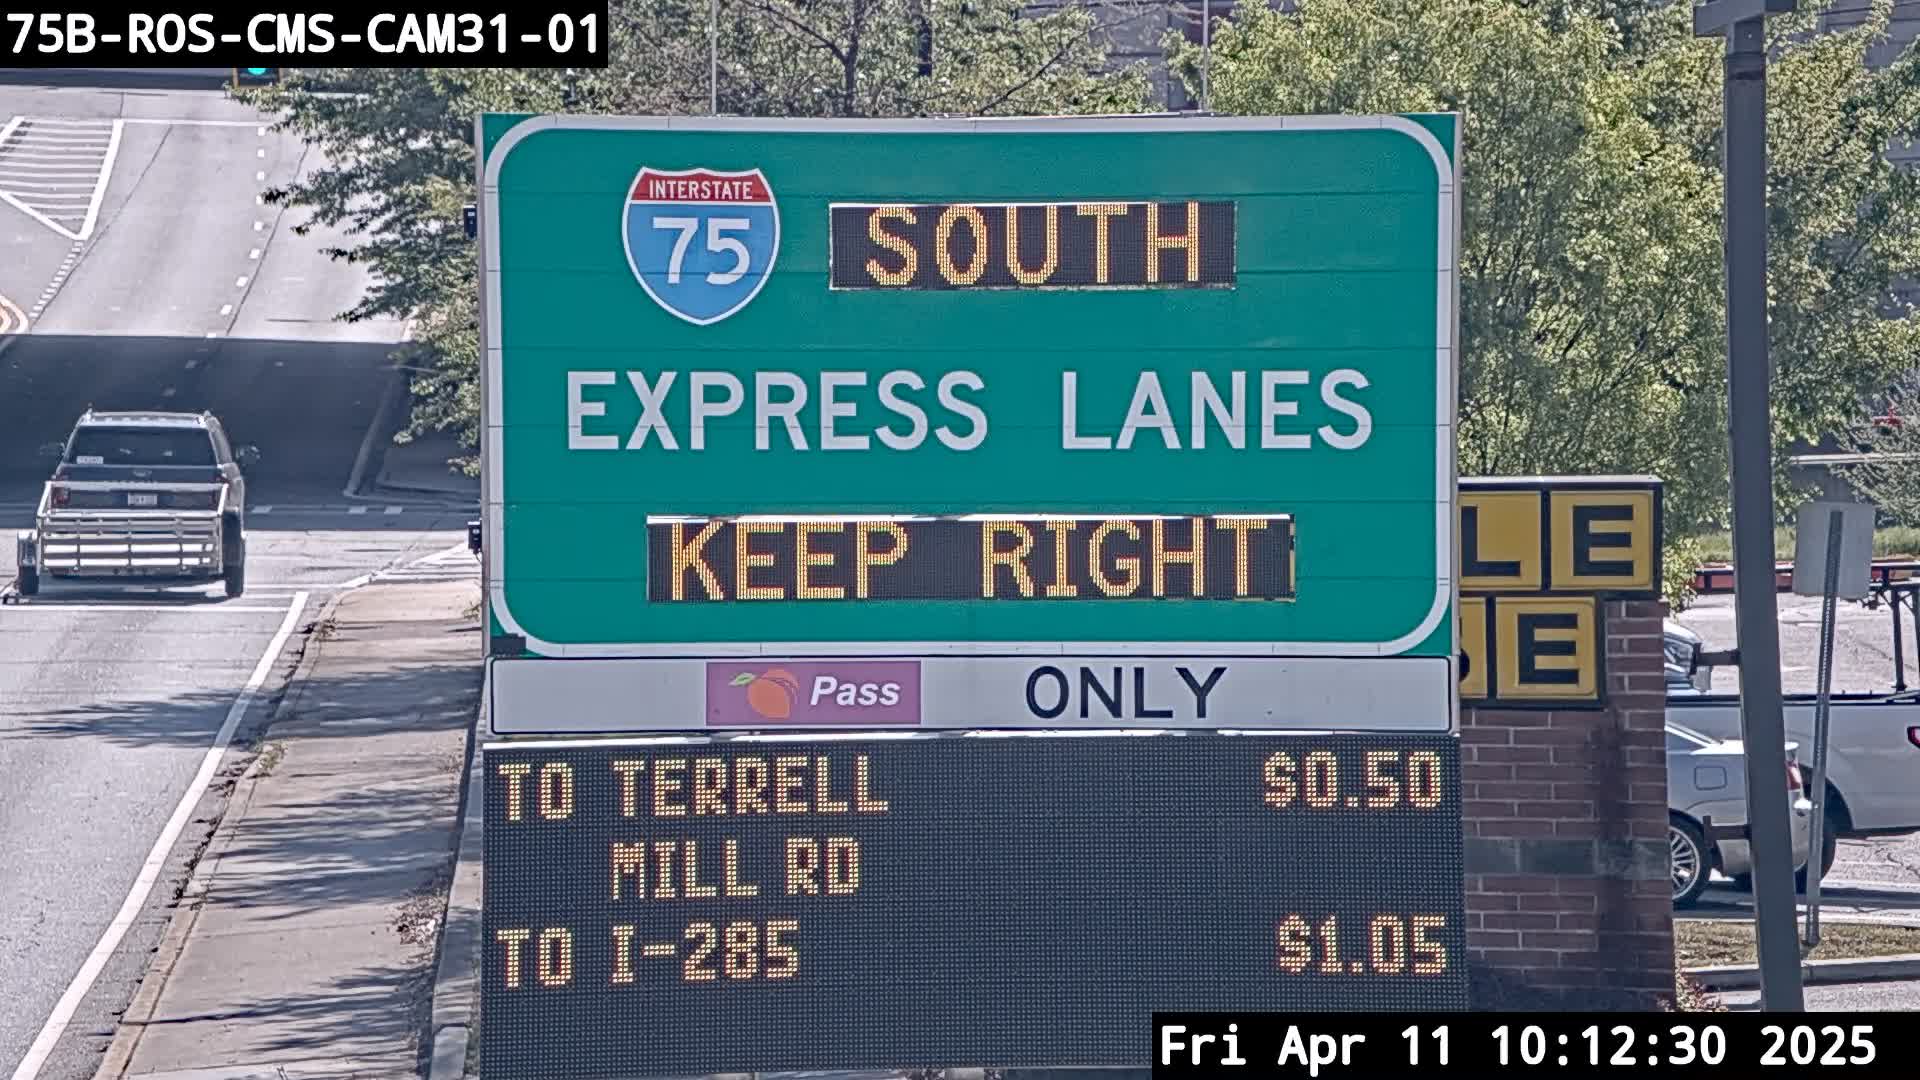 75B-ROS-CMS-CAM31-01
INTERSTATE
75
SOUTH
EXPRESS LANES
KEEP RIGHT
Pass ONLY
LE
E
TO TERRELL $0.50
MILL RD
TO I-285 $1.05
Fri Apr 11 10:12:30 2025